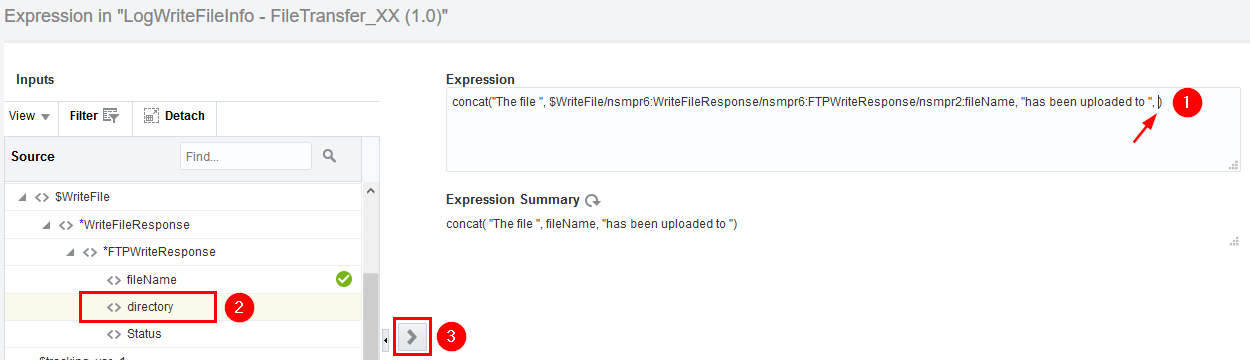 Expression in "LogWriteFileInfo - FileTransfer_XX (1.0)"
Inputs
View Filter Detach
Source Find...
$WriteFile
*WriteFileResponse
*FTPWriteResponse
fileName
directory 2
Status
3
Expression
concat("The file ", $WriteFile/nsmpr6:WriteFileResponse/nsmpr6:FTPWriteResponse/nsmpr2:fileName, "has been uploaded to ", ) 1
Expression Summary
concat( "The file ", fileName, "has been uploaded to ")